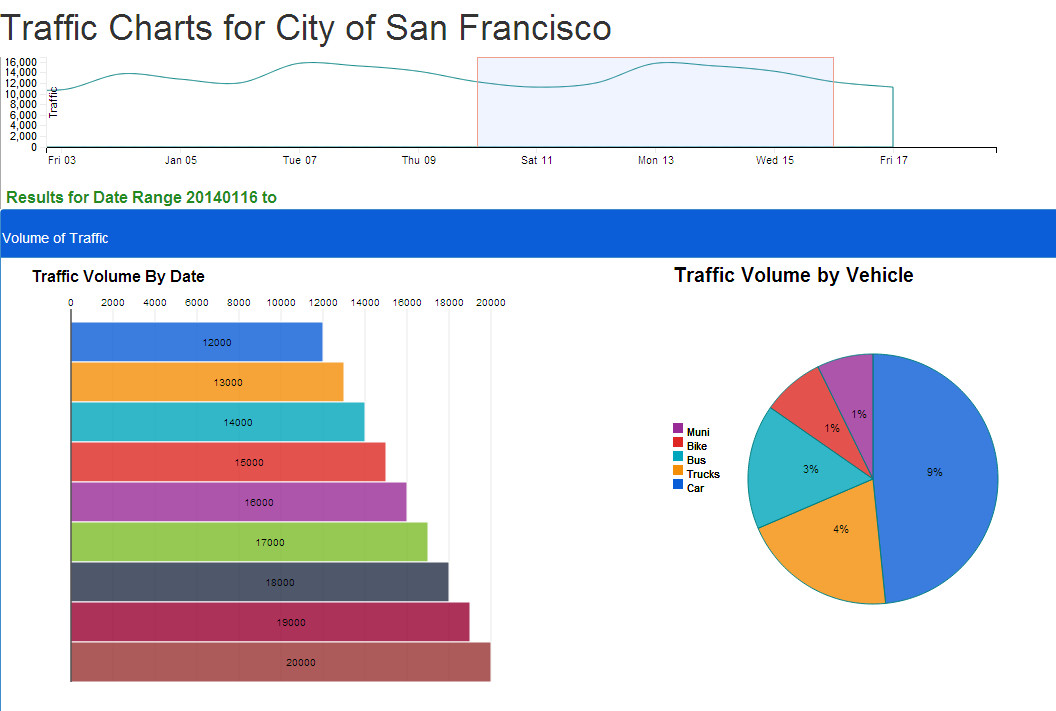 Traffic Charts for City of San Francisco
16,000
14,000
12,000
10,000
8,000
6,000
4,000
2,000
0
Traffic
Fri 03 Jan 05 Tue 07 Thu 09 Sat 11 Mon 13 Wed 15 Fri 17
Results for Date Range 20140116 to
Volume of Traffic
Traffic Volume By Date
0 2000 4000 6000 8000 10000 12000 14000 16000 18000 20000
12000
13000
14000
15000
16000
17000
18000
19000
20000
Traffic Volume by Vehicle
Muni
Bike
Bus
Trucks
Car
1%
1%
3%
9%
4%